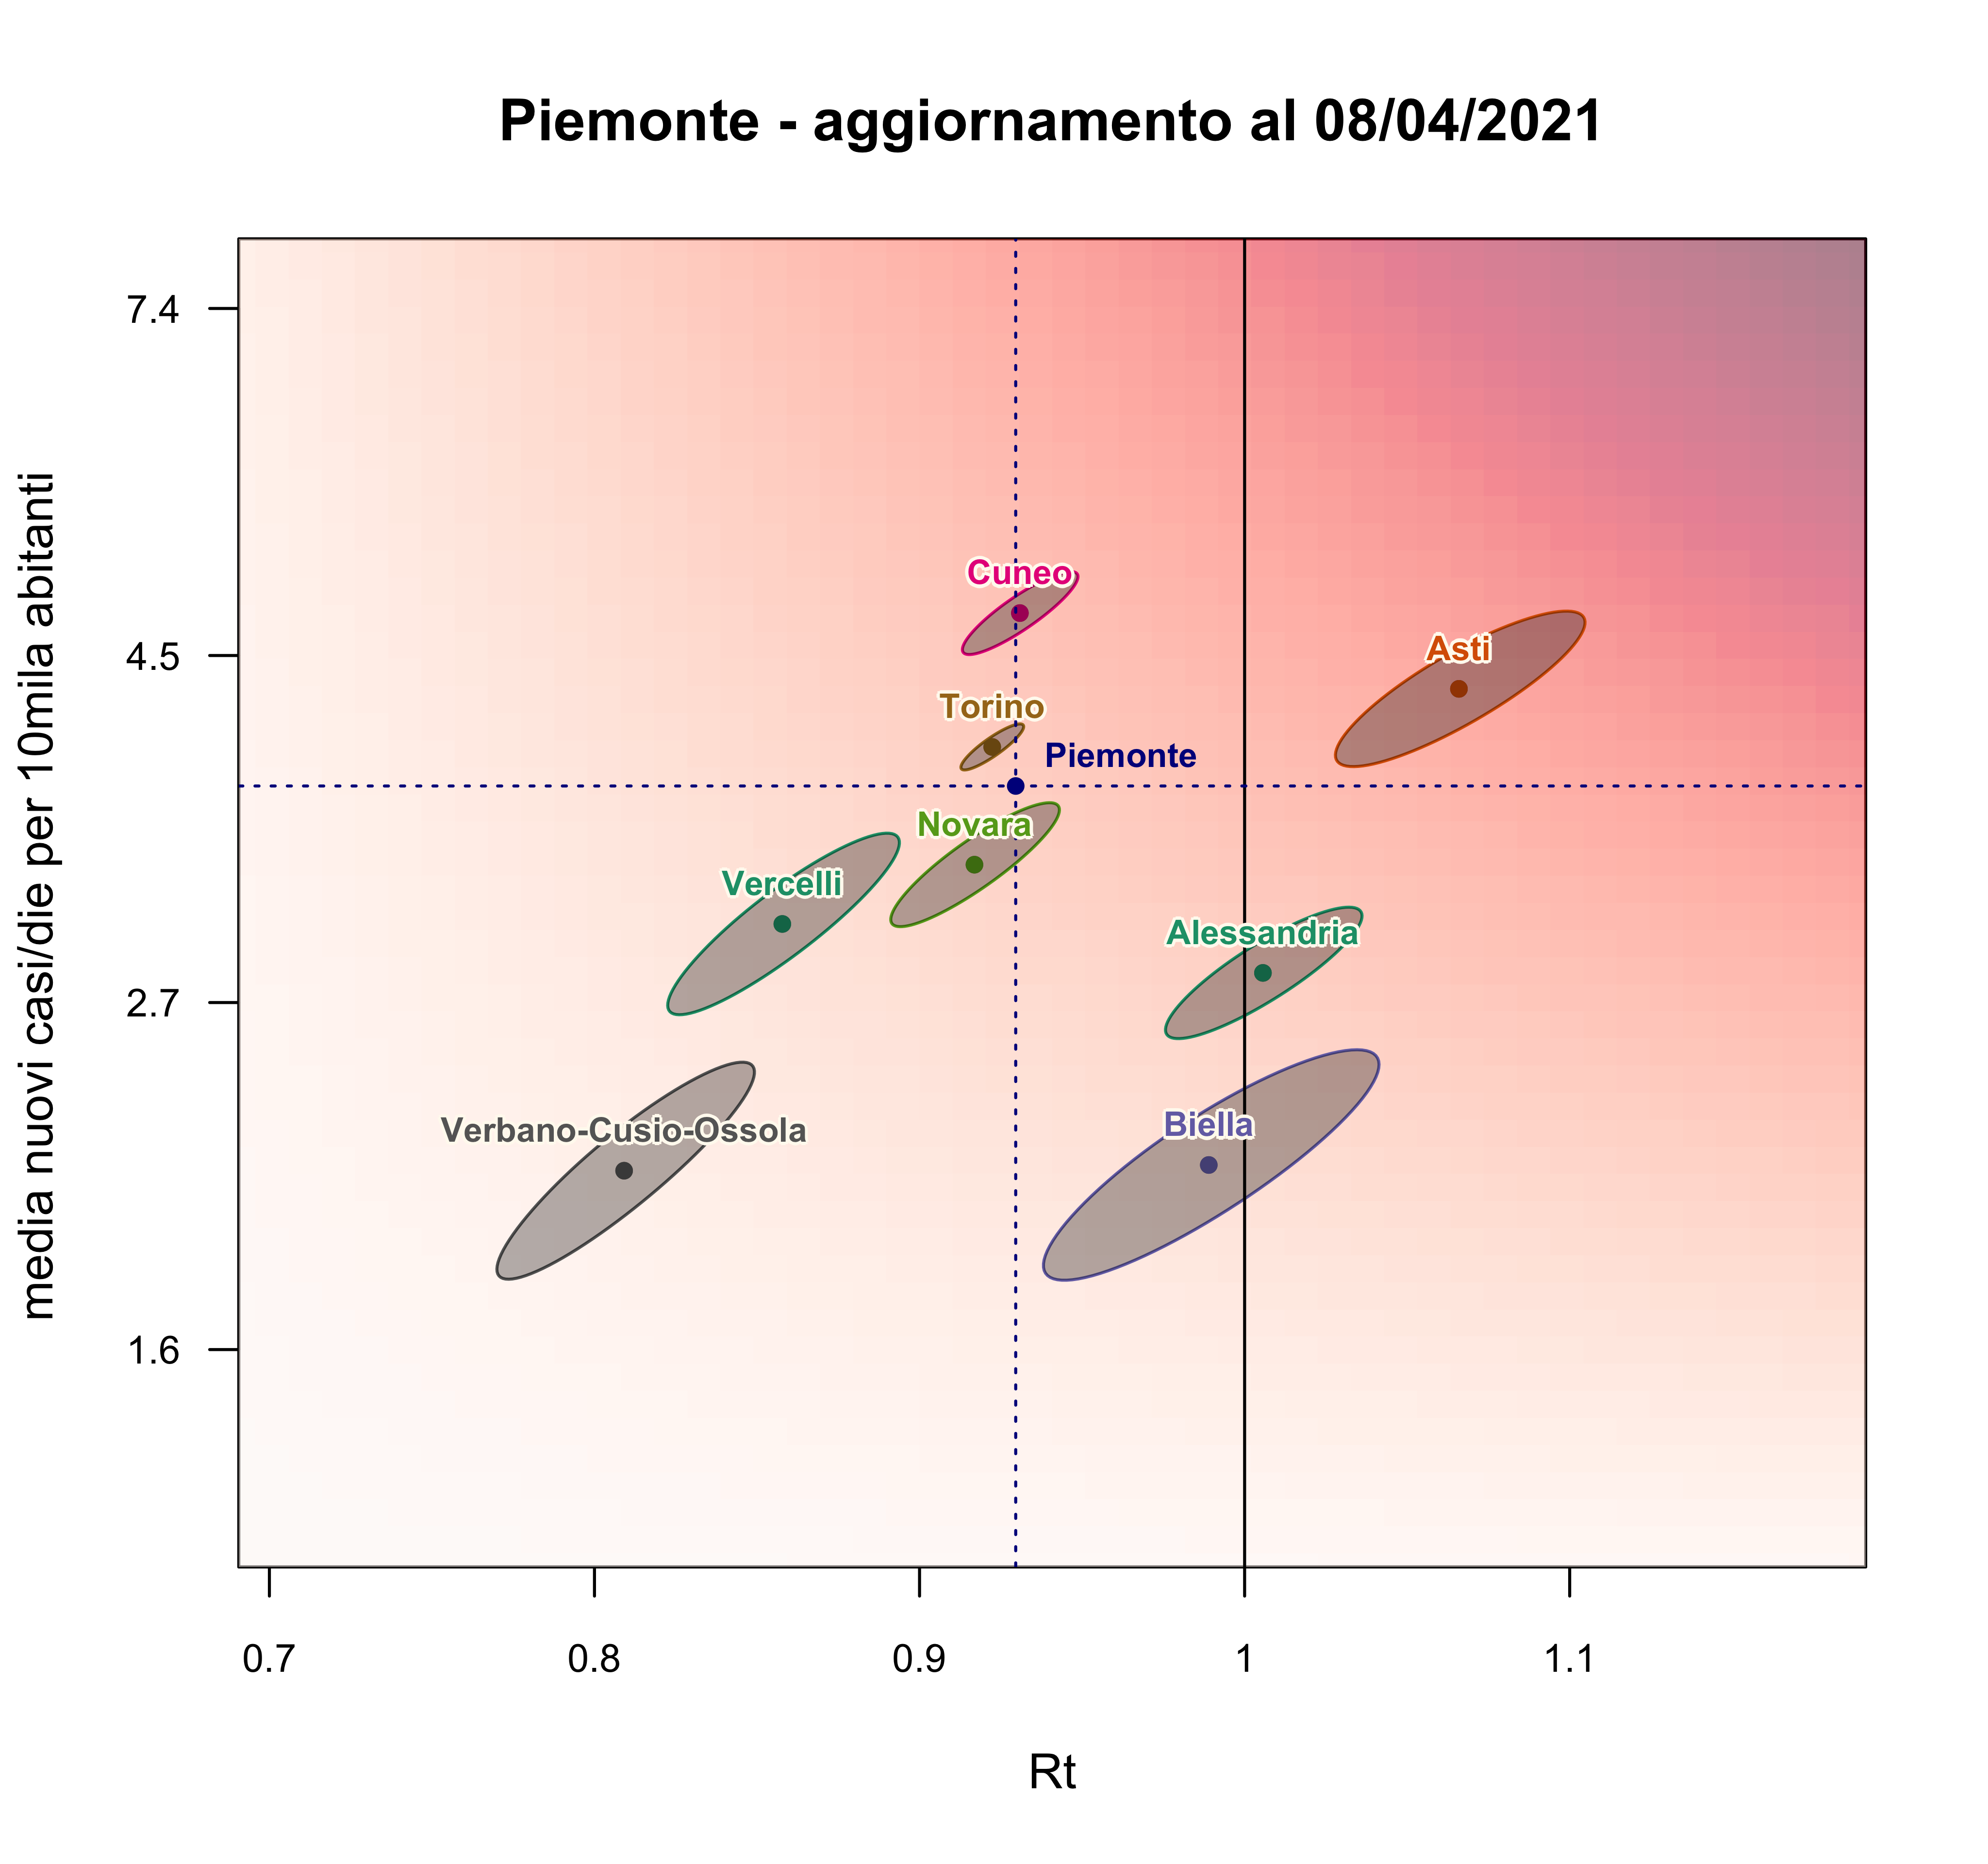 Piemonte - aggiornamento al 08/04/2021
media nuovi casi/die per 10mila abitanti
7.4
4.5
2.7
1.6
Cuneo
Asti
Torino
Piemonte
Novara
Vercelli
Alessandria
Biella
Verbano-Cusio-Ossola
0.7 0.8 0.9 1 1.1
Rt